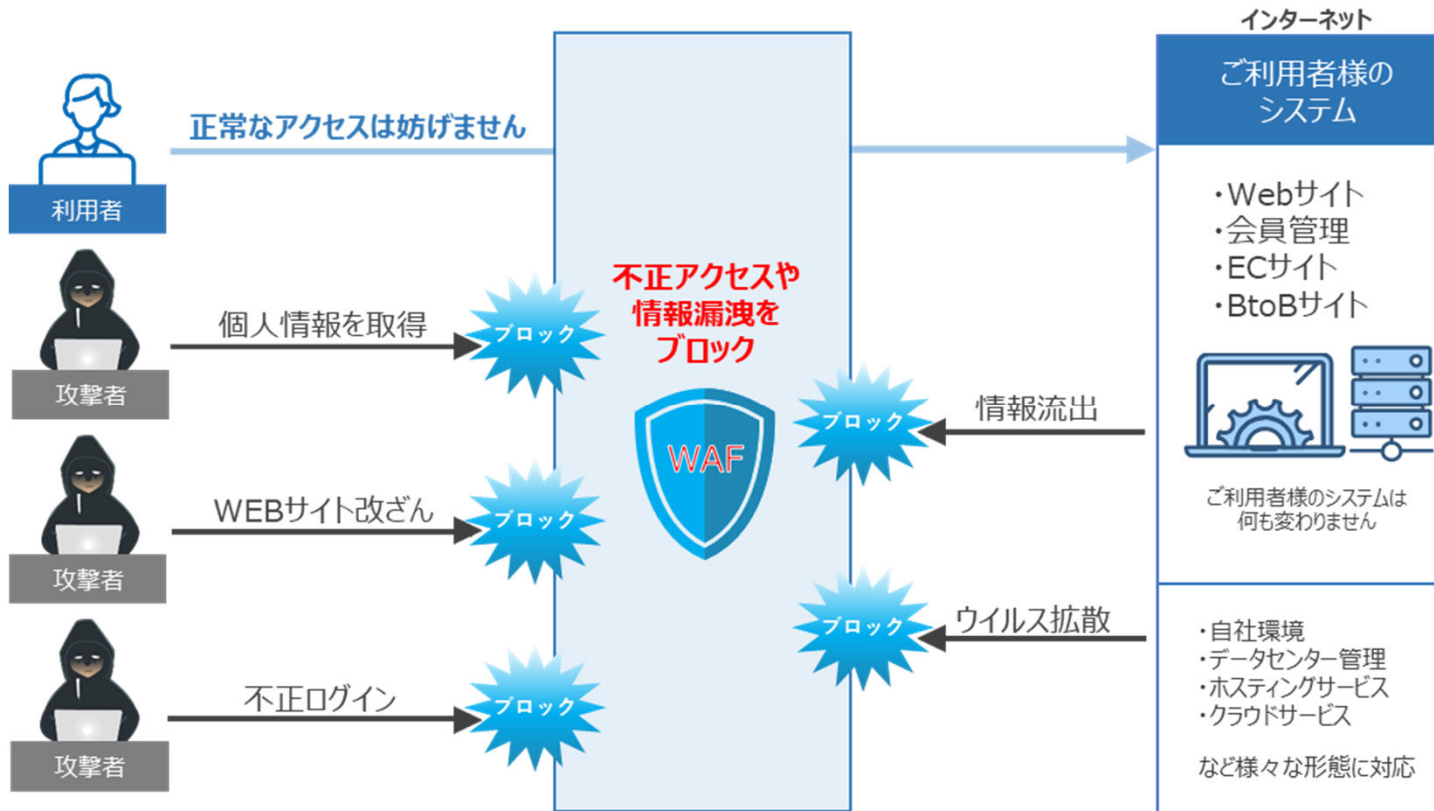 インターネット
ご利用者様の
システム
正常なアクセスは妨げません
利用者
・Webサイト
・会員管理
・ECサイト
・BtoBサイト
不正アクセスや
情報漏洩を
ブロック
個人情報を取得
ブロック
攻撃者
WAF
ブロック
情報流出
ご利用者様のシステムは
何も変わりません
WEBサイト改ざん
ブロック
攻撃者
ブロック
ウイルス拡散
・自社環境
・データセンター管理
・ホスティングサービス
・クラウドサービス
など様々な形態に対応
不正ログイン
ブロック
攻撃者